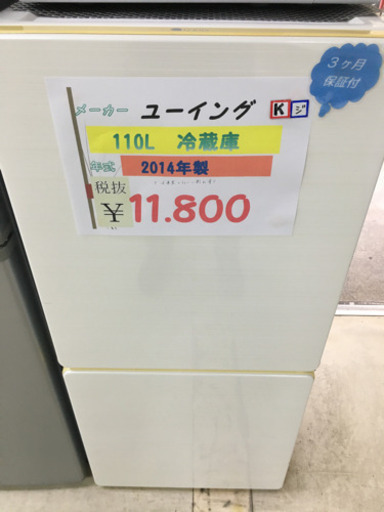 3ヶ月
保証付
メーカー ユーイング K ジ
110L 冷蔵庫
年式 2014年製
税抜
¥11.800